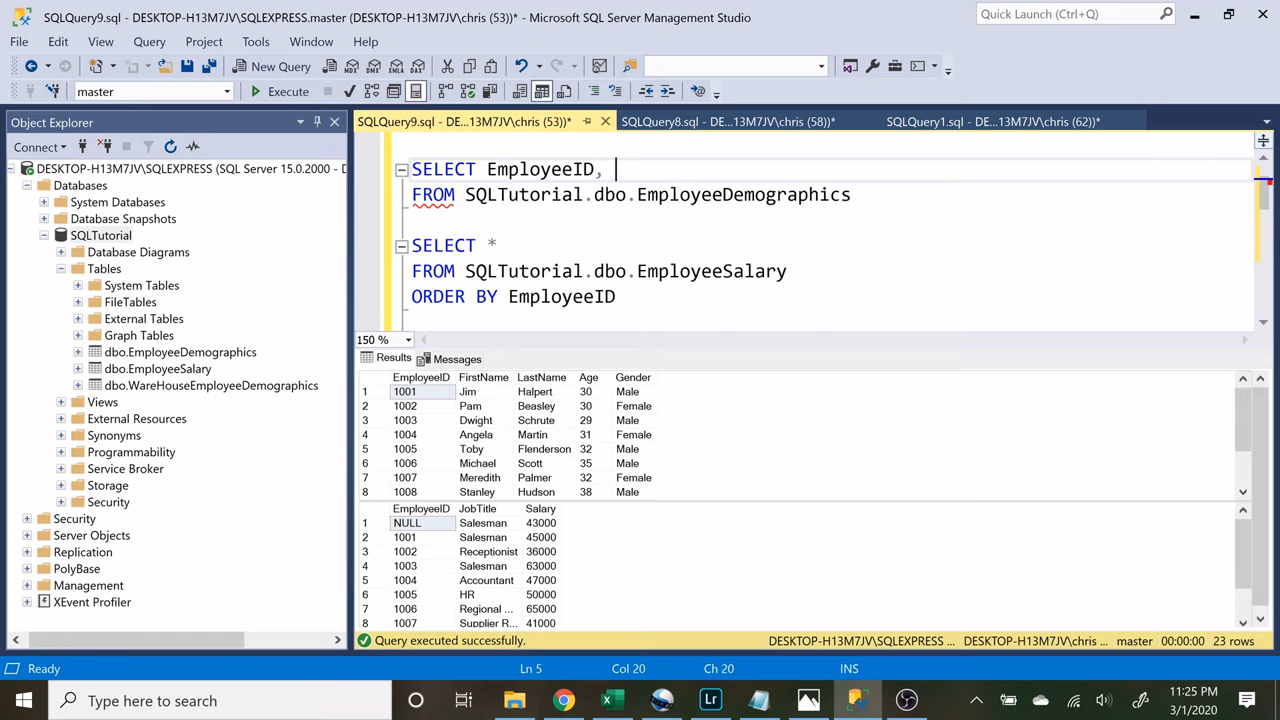 SQLQuery9.sql - DESKTOP-H13M7JV\SQLEXPRESS.master (DESKTOP-H13M7JV\chris (53))* - Microsoft SQL Server Management Studio
Quick Launch (Ctrl+Q)
File Edit View Query Project Tools Window Help
New Query MDX DMX XMLA DAX
master Execute
Object Explorer
SQLQuery9.sql - DE...13M7JV\chris (53))* SQLQuery8.sql - DE...13M7JV\chris (58))* SQLQuery1.sql - DE...13M7JV\chris (62))*
Connect
DESKTOP-H13M7JV\SQLEXPRESS (SQL Server 15.0.2000 -
Databases
System Databases
Database Snapshots
SQLTutorial
Database Diagrams
Tables
System Tables
FileTables
External Tables
Graph Tables
dbo.EmployeeDemographics
dbo.EmployeeSalary
dbo.WareHouseEmployeeDemographics
Views
External Resources
Synonyms
Programmability
Service Broker
Storage
Security
Security
Server Objects
Replication
PolyBase
Management
XEvent Profiler
SELECT EmployeeID,
FROM SQLTutorial.dbo.EmployeeDemographics
SELECT *
FROM SQLTutorial.dbo.EmployeeSalary
ORDER BY EmployeeID
150 %
Results Messages
EmployeeID FirstName LastName Age Gender
1 1001 Jim Halpert 30 Male
2 1002 Pam Beasley 30 Female
3 1003 Dwight Schrute 29 Male
4 1004 Angela Martin 31 Female
5 1005 Toby Flenderson 32 Male
6 1006 Michael Scott 35 Male
7 1007 Meredith Palmer 32 Female
8 1008 Stanley Hudson 38 Male
EmployeeID JobTitle Salary
1 NULL Salesman 43000
2 1001 Salesman 45000
3 1002 Receptionist 36000
4 1003 Salesman 63000
5 1004 Accountant 47000
6 1005 HR 50000
7 1006 Regional ... 65000
8 1007 Supplier R... 41000
Query executed successfully. DESKTOP-H13M7JV\SQLEXPRESS ... DESKTOP-H13M7JV\chris ... master 00:00:00 23 rows
Ready Ln 5 Col 20 Ch 20 INS
Type here to search
Lr
11:25 PM
3/1/2020